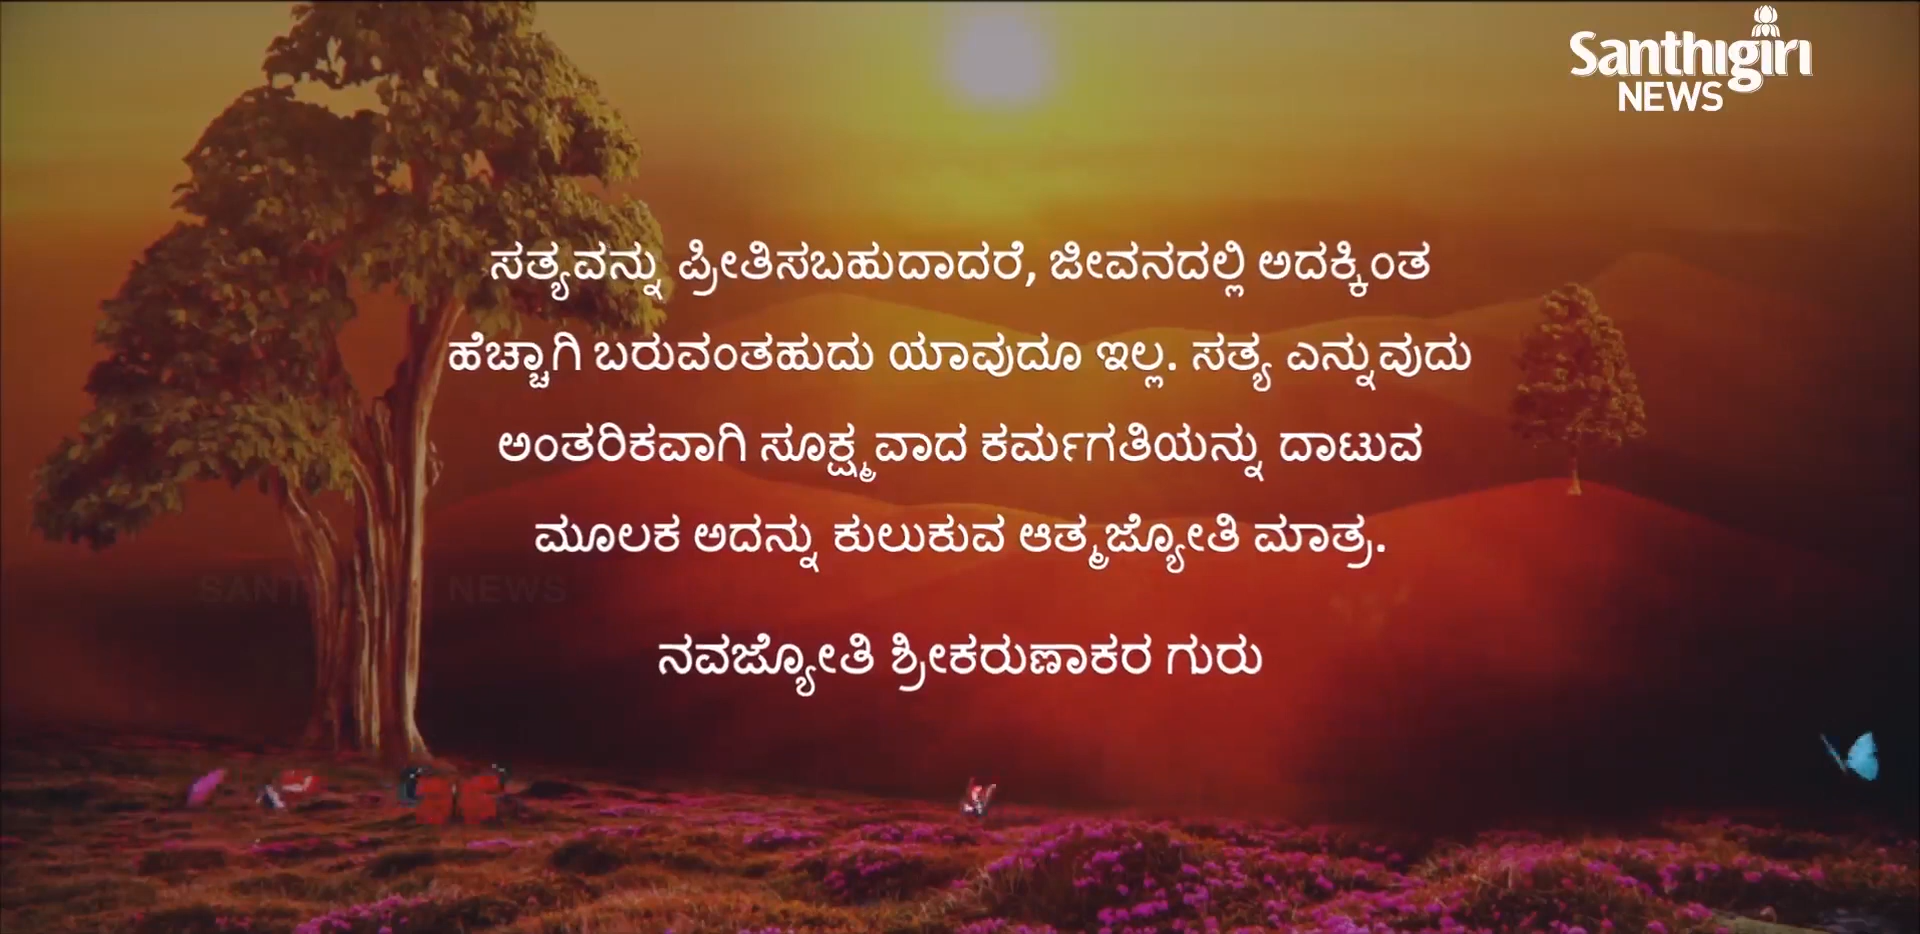 Santhigiri
NEWS
ಸತ್ಯವನ್ನು ಪ್ರೀತಿಸಬಹುದಾದರೆ, ಜೀವನದಲ್ಲಿ ಅದಕ್ಕಿಂತ
ಹೆಚ್ಚಾಗಿ ಬರುವಂತಹುದು ಯಾವುದೂ ಇಲ್ಲ. ಸತ್ಯ ಎನ್ನುವುದು
ಅಂತರಿಕವಾಗಿ ಸೂಕ್ಷ್ಮವಾದ ಕರ್ಮಗತಿಯನ್ನು ದಾಟುವ
ಮೂಲಕ ಅದನ್ನು ಕುಲುಕುವ ಆತ್ಮಜ್ಯೋತಿ ಮಾತ್ರ.
ನವಜ್ಯೋತಿ ಶ್ರೀಕರುಣಾಕರ ಗುರು
NEWS